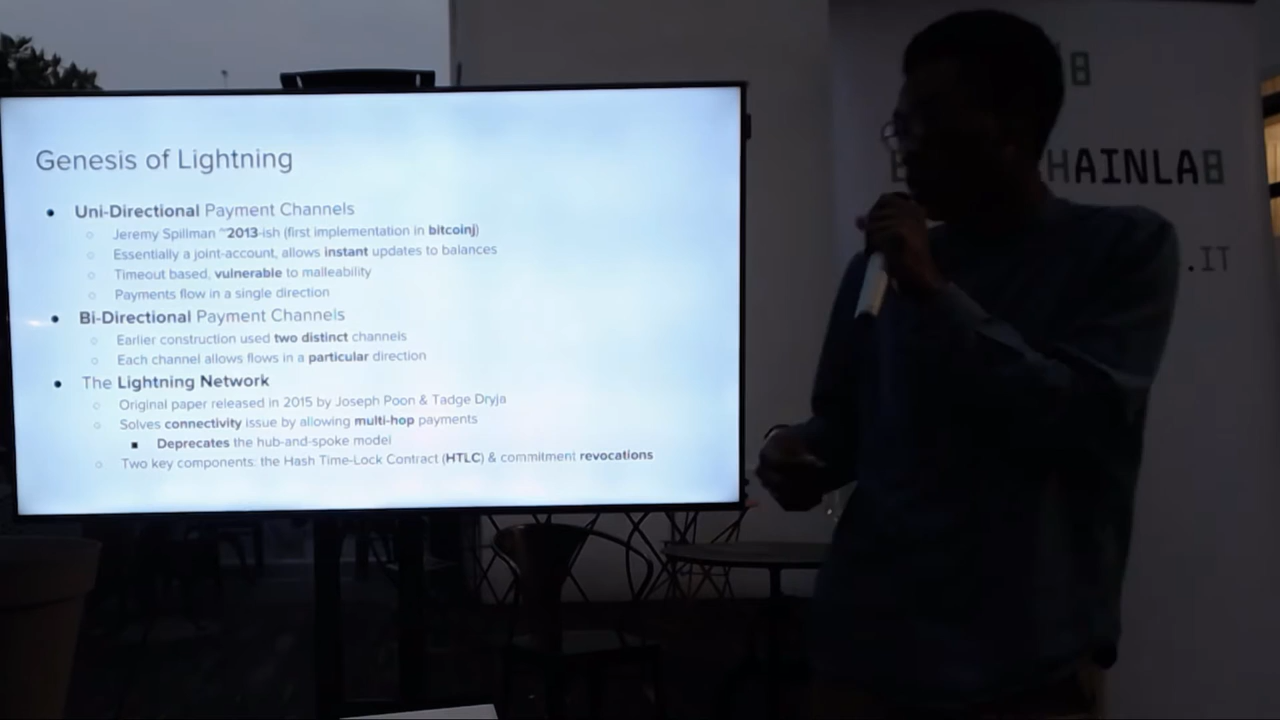 Genesis of Lightning
● Uni-Directional Payment Channels
○ Jeremy Spillman ~2013-ish (first implementation in bitcoinj)
○ Essentially a joint-account, allows instant updates to balances
○ Timeout based, vulnerable to malleability
○ Payments flow in a single direction
● Bi-Directional Payment Channels
○ Earlier construction used two distinct channels
○ Each channel allows flows in a particular direction
● The Lightning Network
○ Original paper released in 2015 by Joseph Poon & Tadge Dryja
○ Solves connectivity issue by allowing multi-hop payments
■ Deprecates the hub-and-spoke model
○ Two key components: the Hash Time-Lock Contract (HTLC) & commitment revocations
HAINLAB
.IT